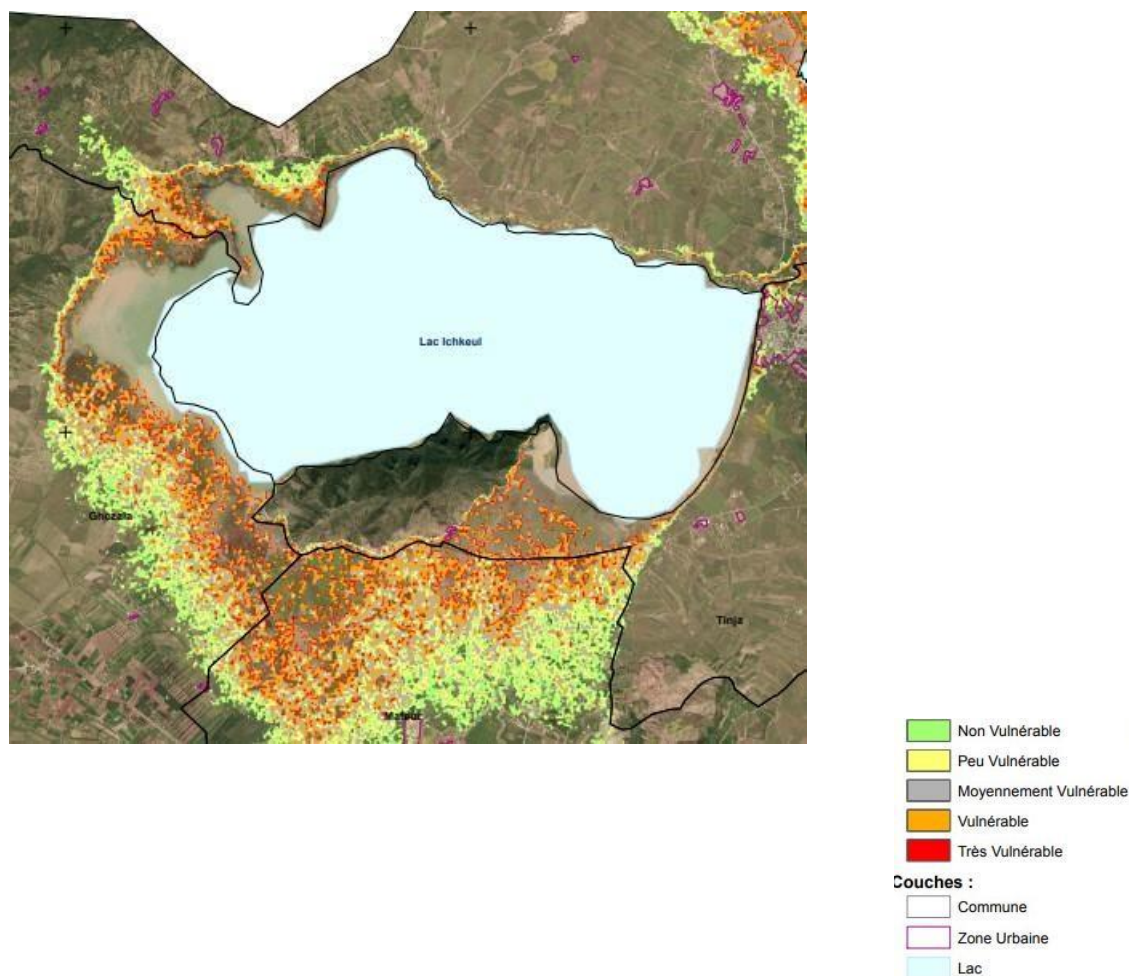 Lac Ichkeul
Ghezala
Tinja
Mateur
Non Vulnérable
Peu Vulnérable
Moyennement Vulnérable
Vulnérable
Très Vulnérable
Couches :
Commune
Zone Urbaine
Lac